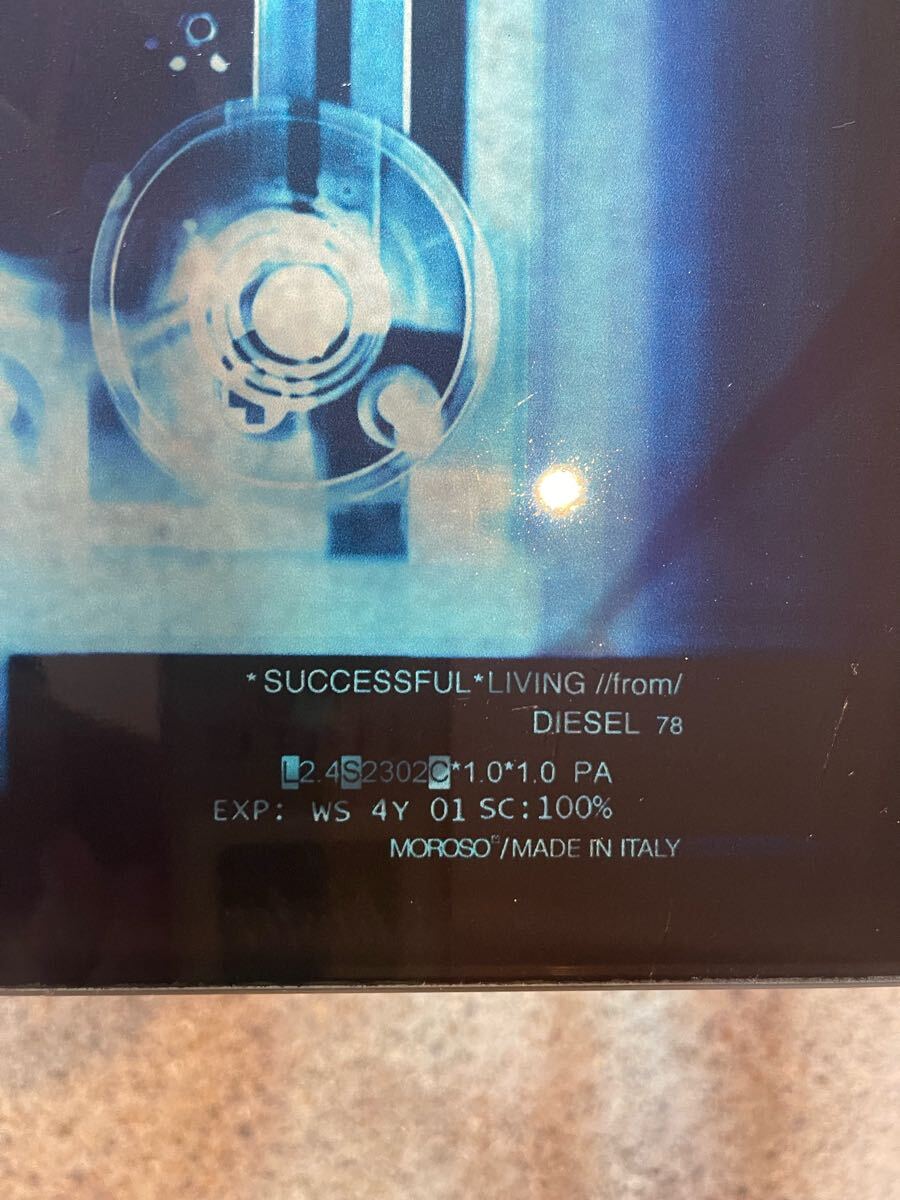 *SUCCESSFUL*LIVING //from/
DIESEL 78
L2.4S2302C*1.0*1.0 PA
EXP: WS 4Y 01 SC:100%
MOROSO/MADE IN ITALY